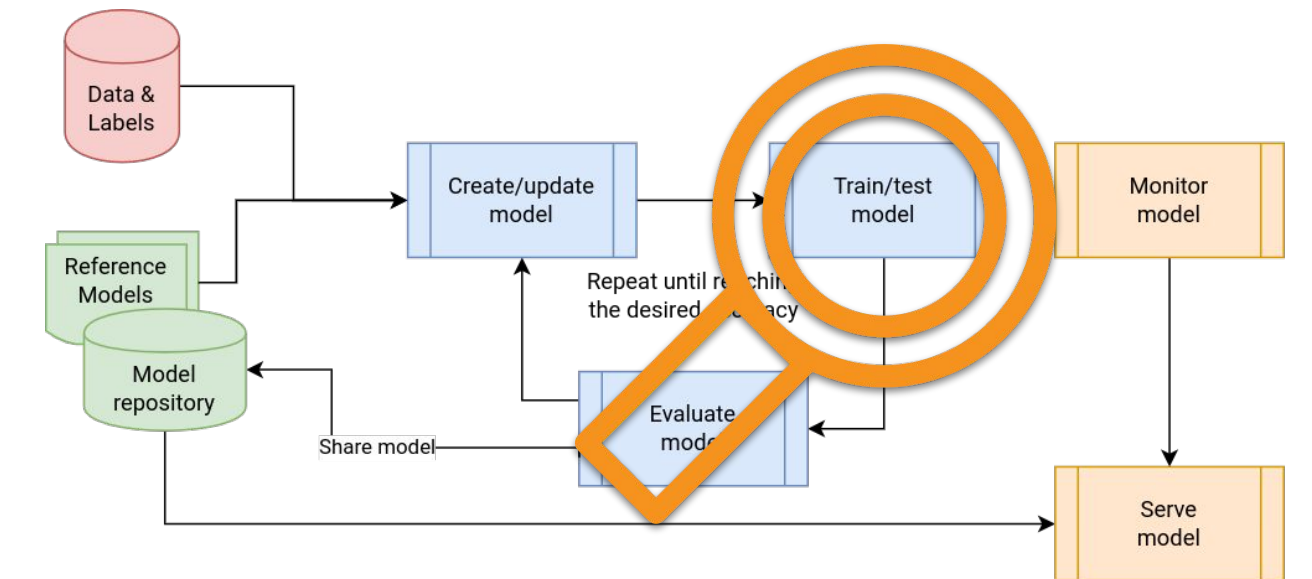 Data &
Labels
Create/update
model
Train/test
model
Monitor
model
Reference
Models
Repeat until
the desired
Model
repository
Evaluate
Share model
Serve
model